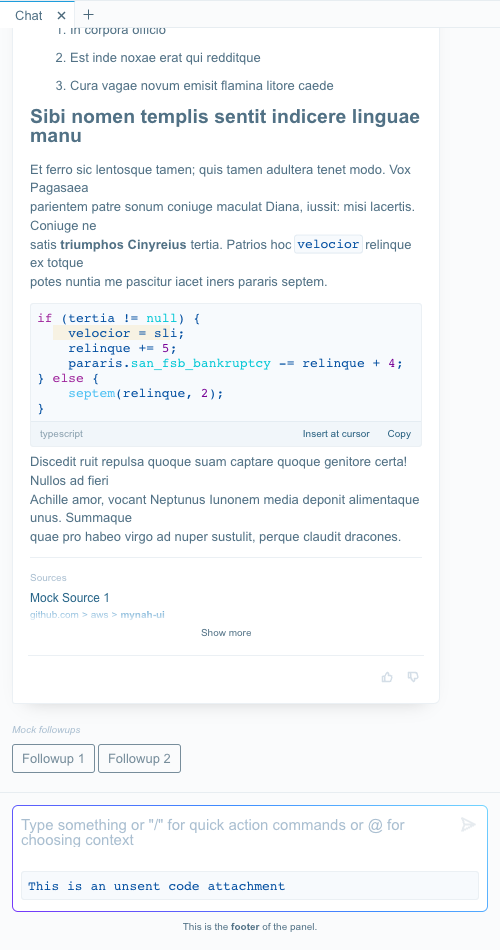 Chat
1. In corpora officio
2. Est inde noxae erat qui redditque
3. Cura vagae novum emisit flamina litore caede
Sibi nomen templis sentit indicere linguae
manu
Et ferro sic lentosque tamen; quis tamen adultera tenet modo. Vox
Pagasaea
parientem patre sonum coniuge maculat Diana, iussit: misi lacertis.
Coniuge ne
satis triumphos Cinyreius tertia. Patrios hoc velocior relinque
ex totque
potes nuntia me pascitur iacet iners pararis septem.
if (tertia != null) {
    velocior = sli;
    relinque += 5;
    pararis.san_fsb_bankruptcy -= relinque + 4;
} else {
    septem(relinque, 2);
}
typescript Insert at cursor Copy
Discedit ruit repulsa quoque suam captare quoque genitore certa!
Nullos ad fieri
Achille amor, vocant Neptunus Iunonem media deponit alimentaque
unus. Summaque
quae pro habeo virgo ad nuper sustulit, perque claudit dracones.
Sources
Mock Source 1
github.com > aws > mynah-ui
Show more
Mock followups
Followup 1 Followup 2
Type something or "/" for quick action commands or @ for
choosing context
This is an unsent code attachment
This is the footer of the panel.